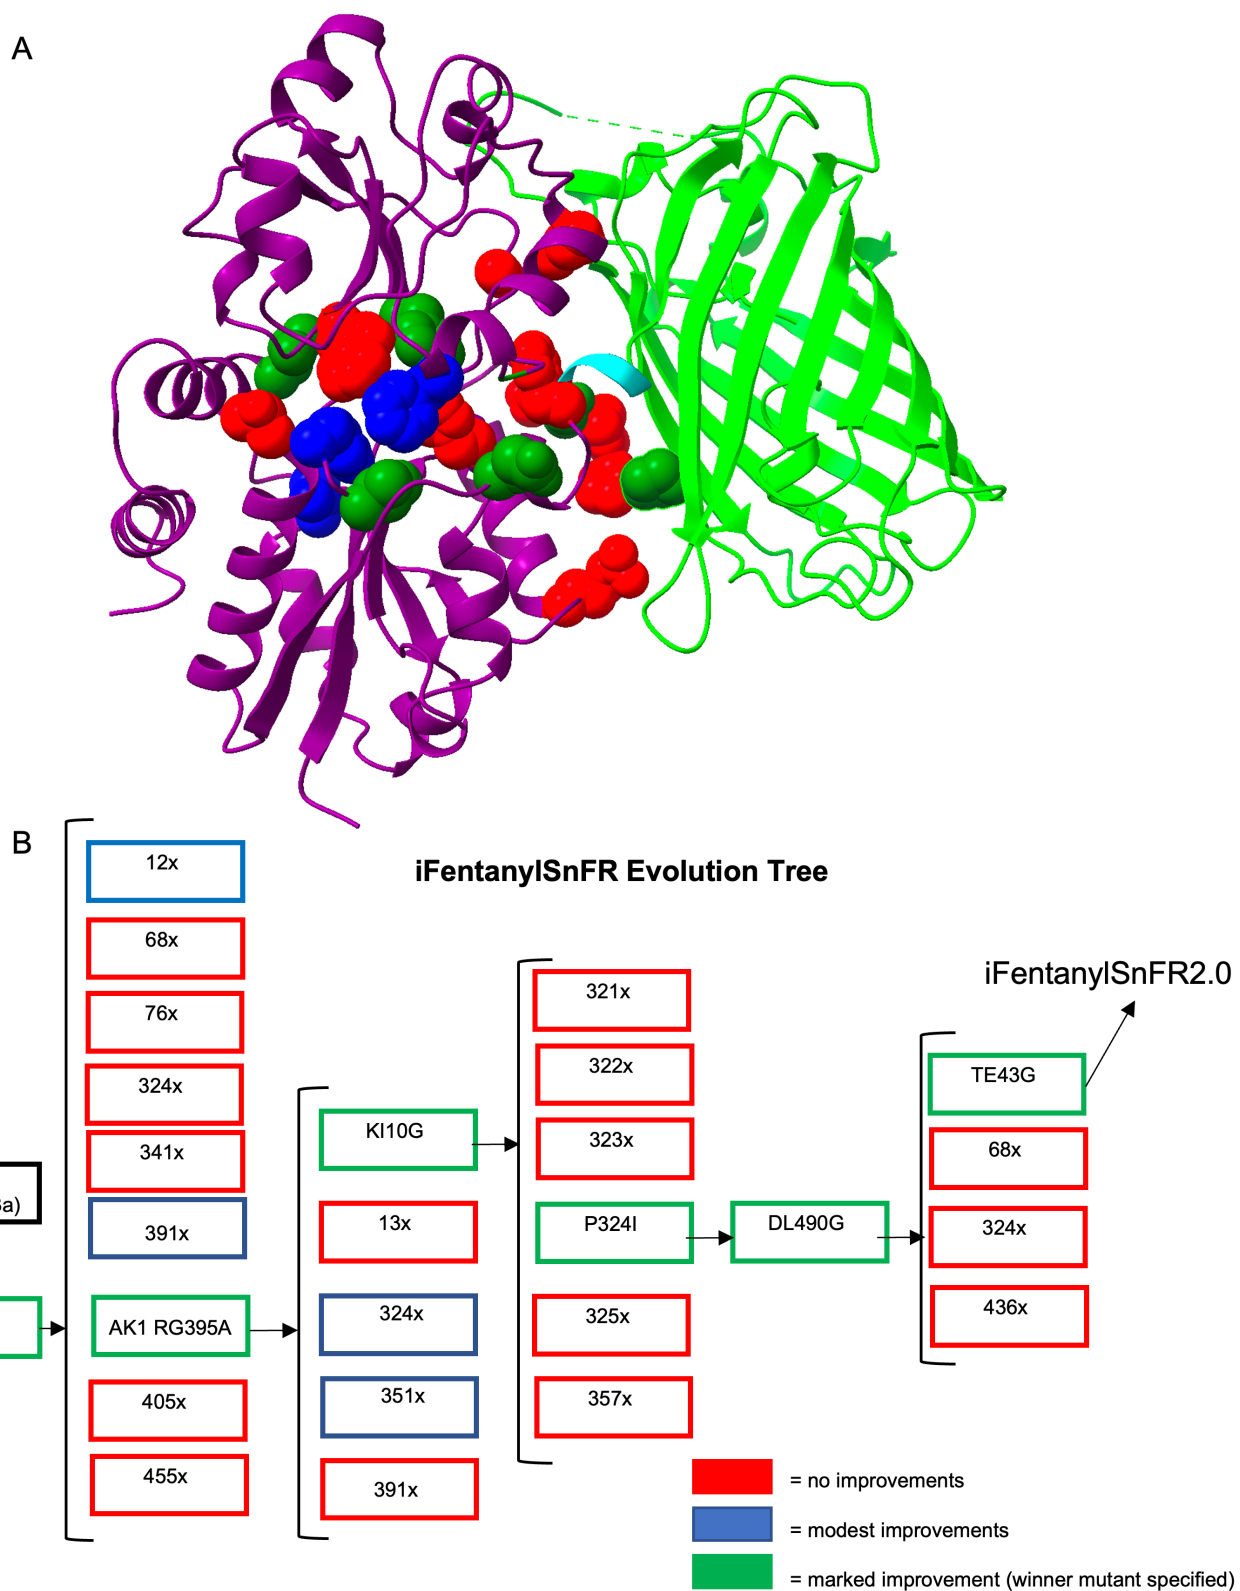 A
B
iFentanylSnFR Evolution Tree
12x
68x
76x
324x
341x
391x
AK1 RG395A
405x
455x
KI10G
13x
324x
351x
391x
321x
322x
323x
P324I
325x
357x
DL490G
iFentanylSnFR2.0
TE43G
68x
324x
436x
= no improvements
= modest improvements
= marked improvement (winner mutant specified)